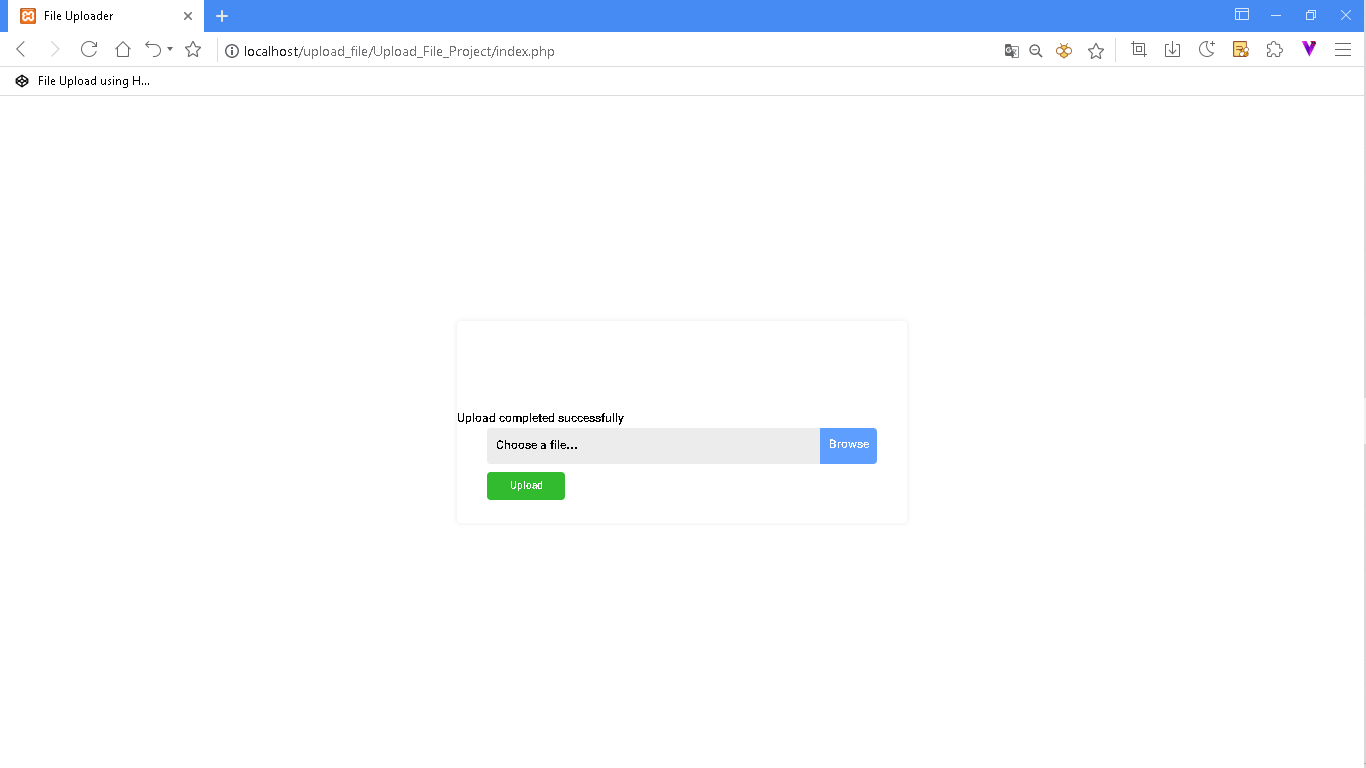 File Uploader
localhost/upload_file/Upload_File_Project/index.php
File Upload using H...
Upload completed successfully
Choose a file...
Browse
Upload